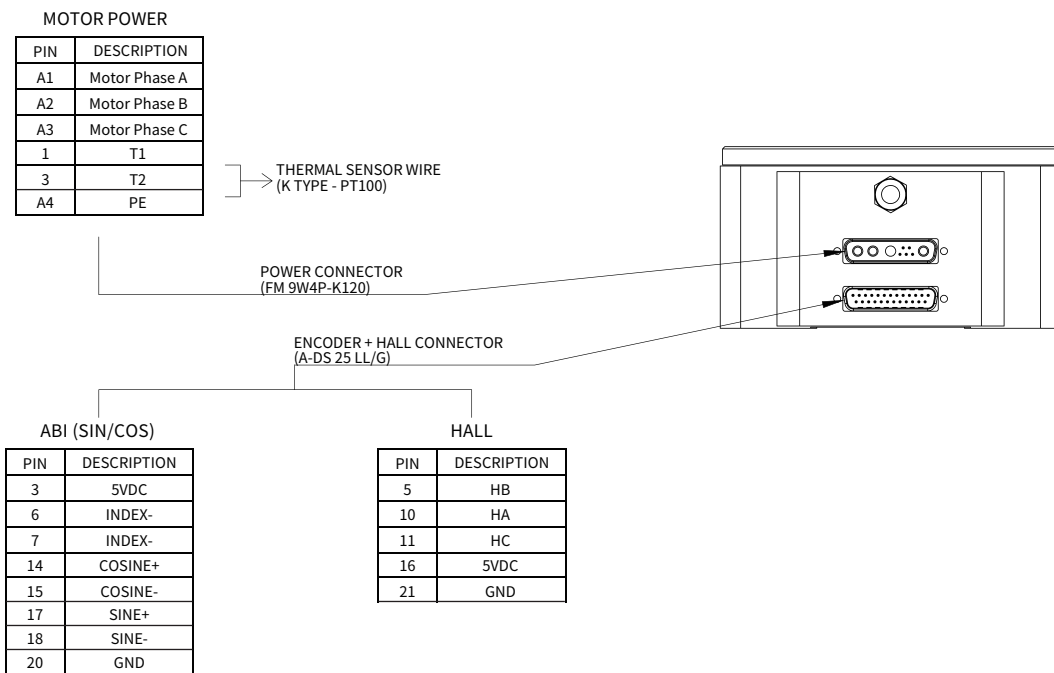 MOTOR POWER
PIN DESCRIPTION
A1 Motor Phase A
A2 Motor Phase B
A3 Motor Phase C
1 T1
3 T2
A4 PE
THERMAL SENSOR WIRE
(K TYPE - PT100)
POWER CONNECTOR
(FM 9W4P-K120)
ENCODER + HALL CONNECTOR
(A-DS 25 LL/G)
ABI (SIN/COS)
PIN DESCRIPTION
3 5VDC
6 INDEX-
7 INDEX-
14 COSINE+
15 COSINE-
17 SINE+
18 SINE-
20 GND
HALL
PIN DESCRIPTION
5 HB
10 HA
11 HC
16 5VDC
21 GND